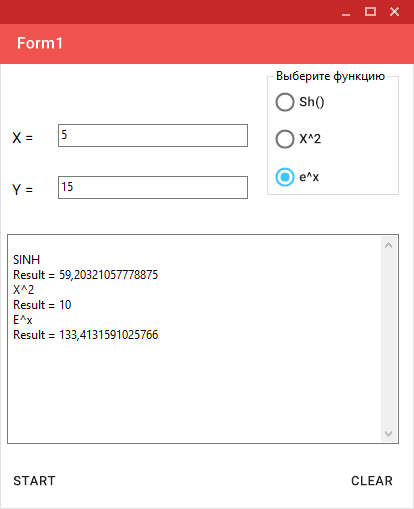 Form1
Выберите функцию
Sh()
X =
5
X^2
Y =
15
e^x
SINH
Result = 59,20321057778875
X^2
Result = 10
E^x
Result = 133,4131591025766
START
CLEAR